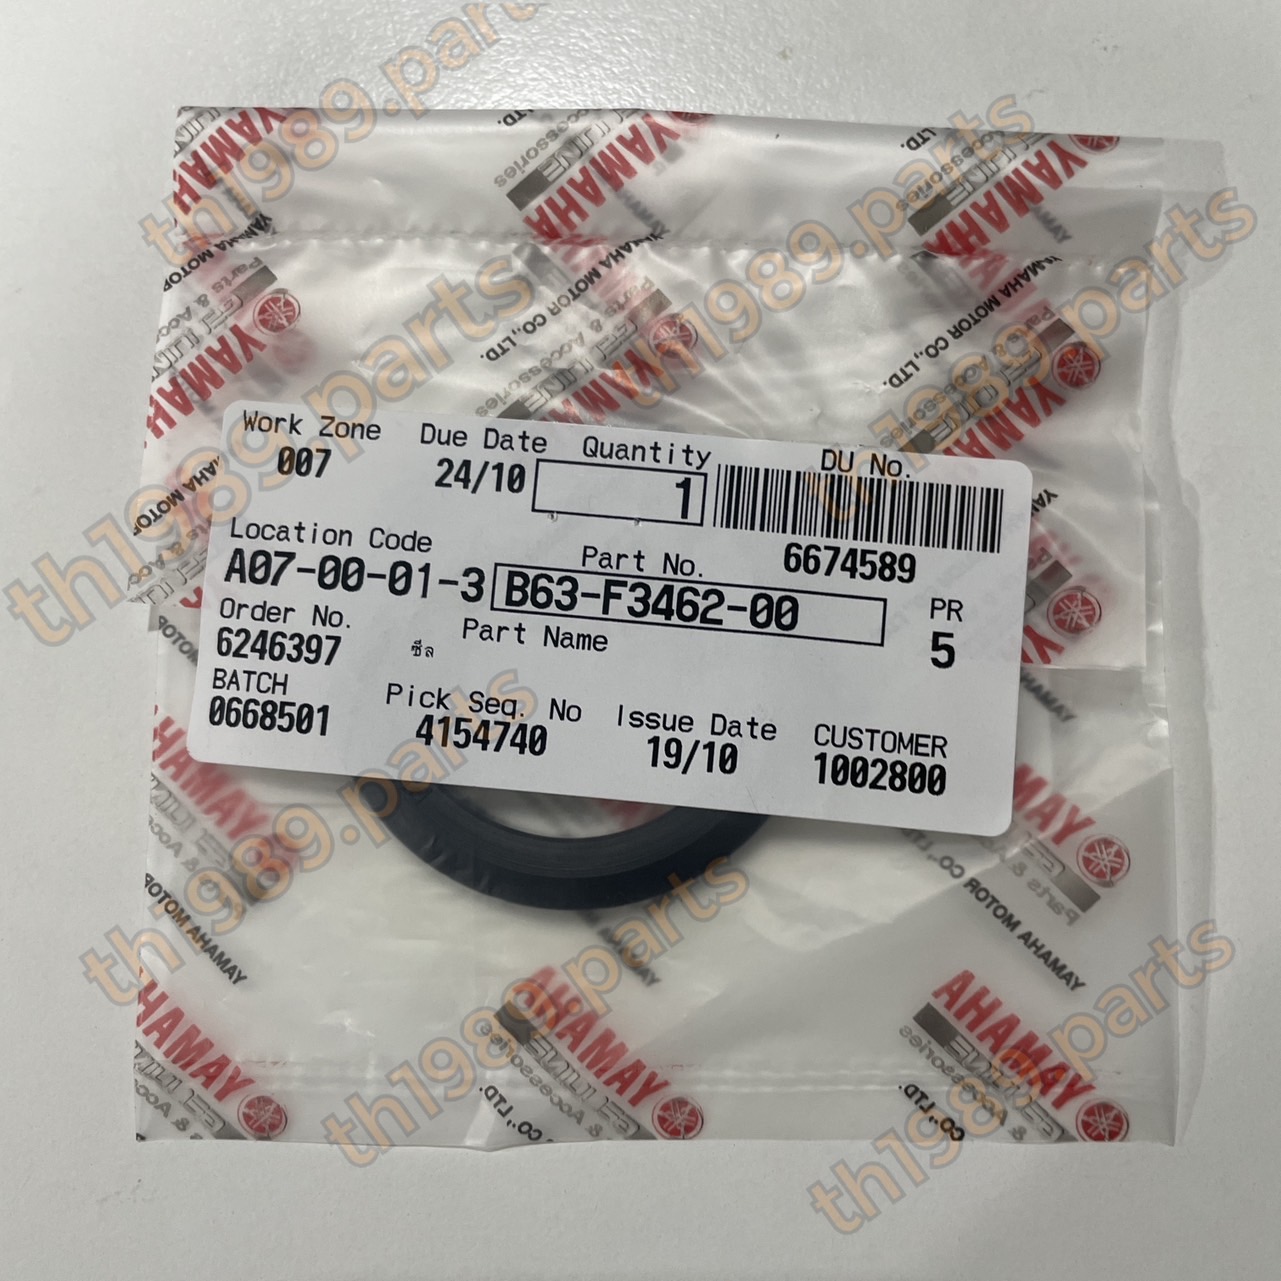 Work Zone Due Date Quantity DU No.
007 24/10 1
6674589
Location Code Part No.
A07-00-01-3 B63-F3462-00 PR
Order No. Part Name 5
6246397 ซีล
BATCH Pick Seq. No Issue Date CUSTOMER
0668501 4154740 19/10 1002800
YAMAHA
GENUINE
Parts & Accessories
YAMAHA MOTOR CO.,LTD.
th1989.parts